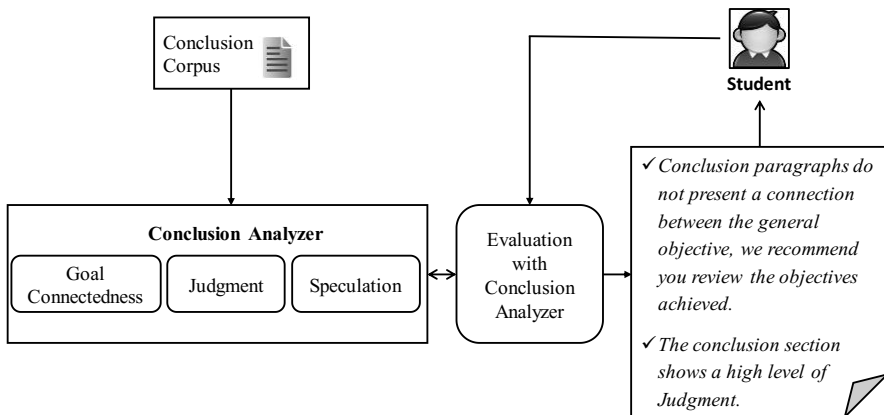 Conclusion
Corpus
Student
Conclusion Analyzer
Goal
Connectedness
Judgment
Speculation
Evaluation
with
Conclusion
Analyzer
✓ Conclusion paragraphs do
not present a connection
between the general
objective, we recommend
you review the objectives
achieved.
✓ The conclusion section
shows a high level of
Judgment.